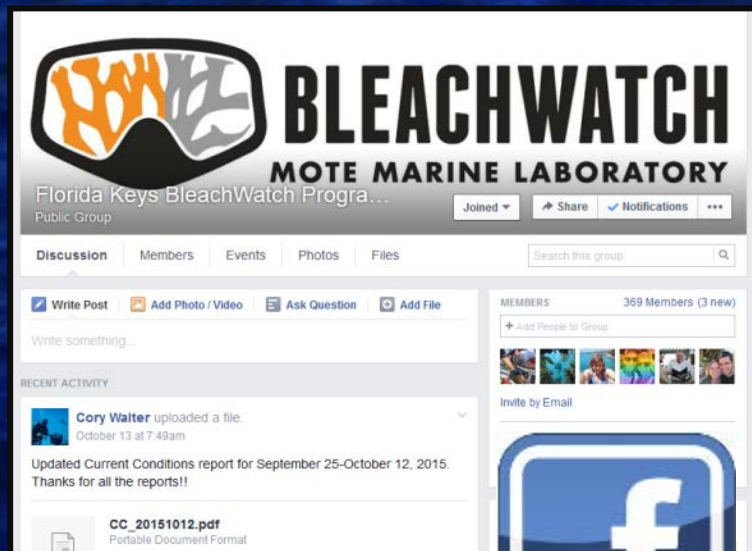 BLEACHWATCH
MOTE MARINE LABORATORY
Florida Keys BleachWatch Progra...
Public Group
Joined
Share
Notifications
Discussion Members Events Photos Files
Search this group
Write Post Add Photo / Video Ask Question Add File
Write something...
MEMBERS 369 Members (3 new)
+ Add People to Group
Invite by Email
RECENT ACTIVITY
Cory Walter uploaded a file.
October 13 at 7:49am
Updated Current Conditions report for September 25-October 12, 2015.
Thanks for all the reports!!
CC_20151012.pdf
Portable Document Format
f